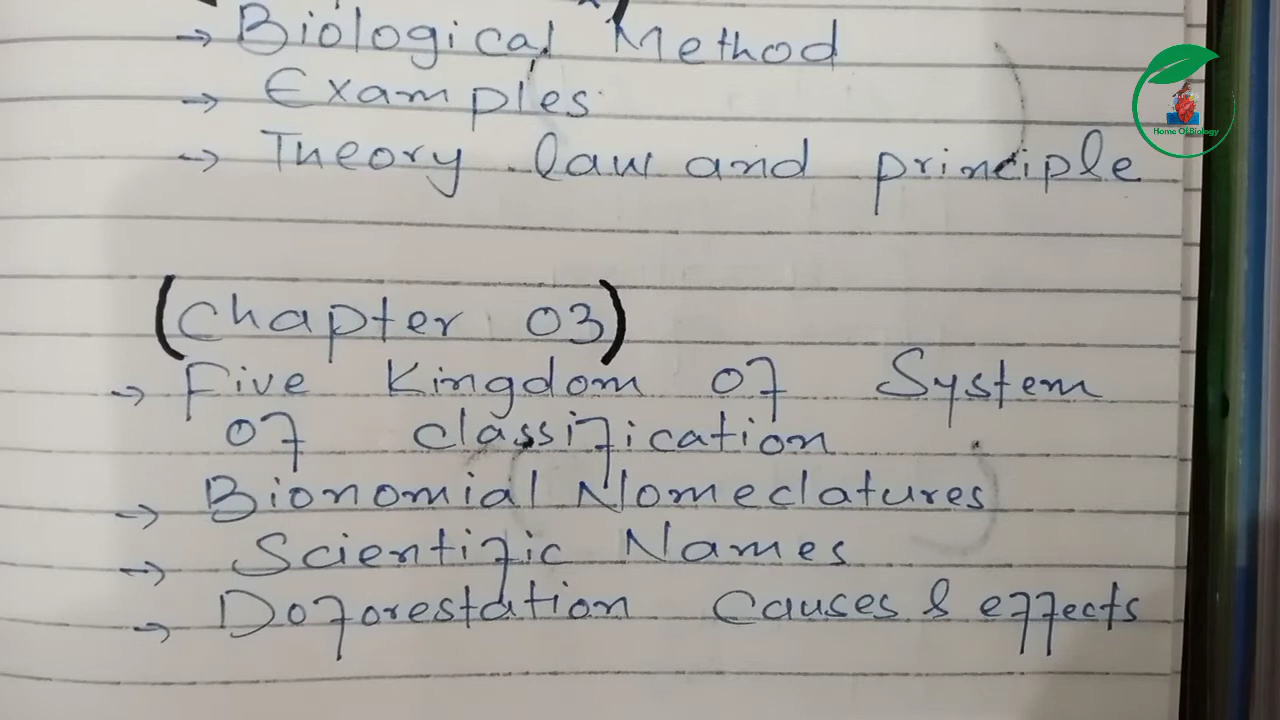 → Biological Method
→ Examples
→ Theory law and principle
(Chapter 03)
→ Five Kingdom of System
of classification
→ Bionomial Nomeclatures
→ Scientific Names
→ Doforestation Causes & effects
Home Of Biology